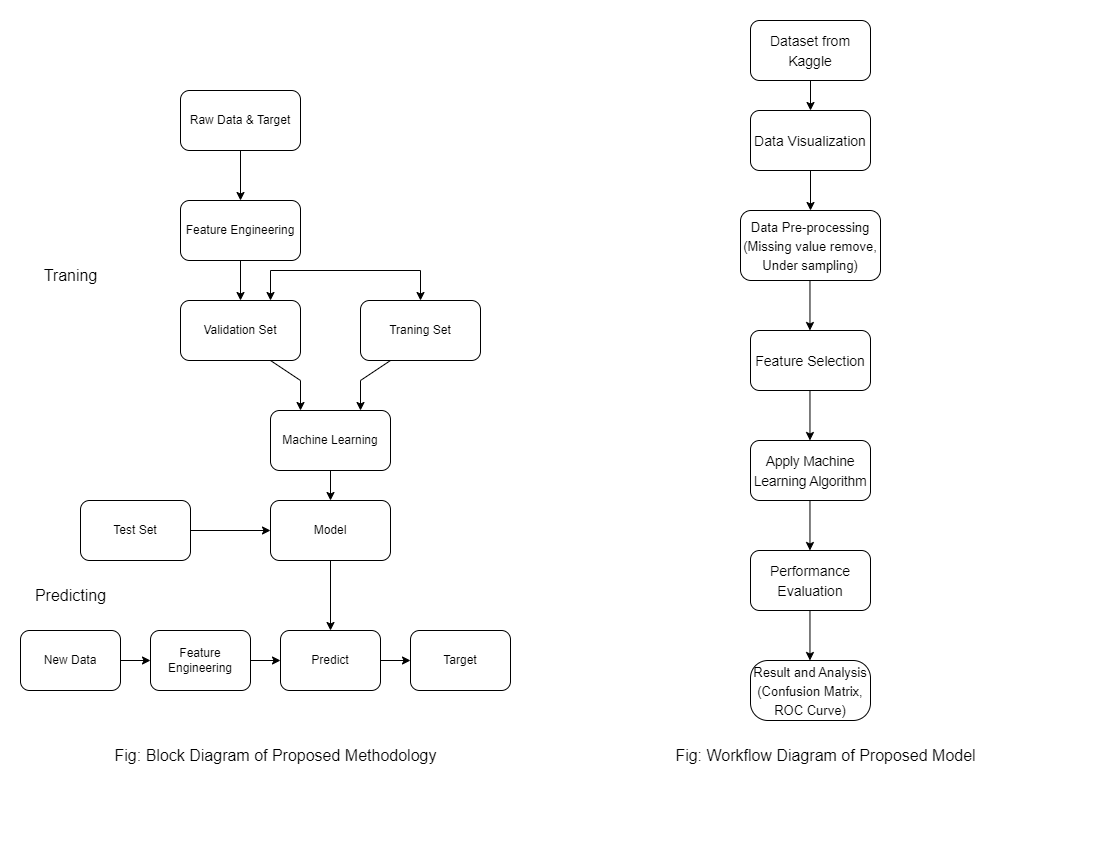 Raw Data & Target
Feature Engineering
Traning
Validation Set
Traning Set
Machine Learning
Test Set
Model
Predicting
New Data
Feature
Engineering
Predict
Target
Fig: Block Diagram of Proposed Methodology
Dataset from
Kaggle
Data Visualization
Data Pre-processing
(Missing value remove,
Under sampling)
Feature Selection
Apply Machine
Learning Algorithm
Performance
Evaluation
Result and Analysis
(Confusion Matrix,
ROC Curve)
Fig: Workflow Diagram of Proposed Model